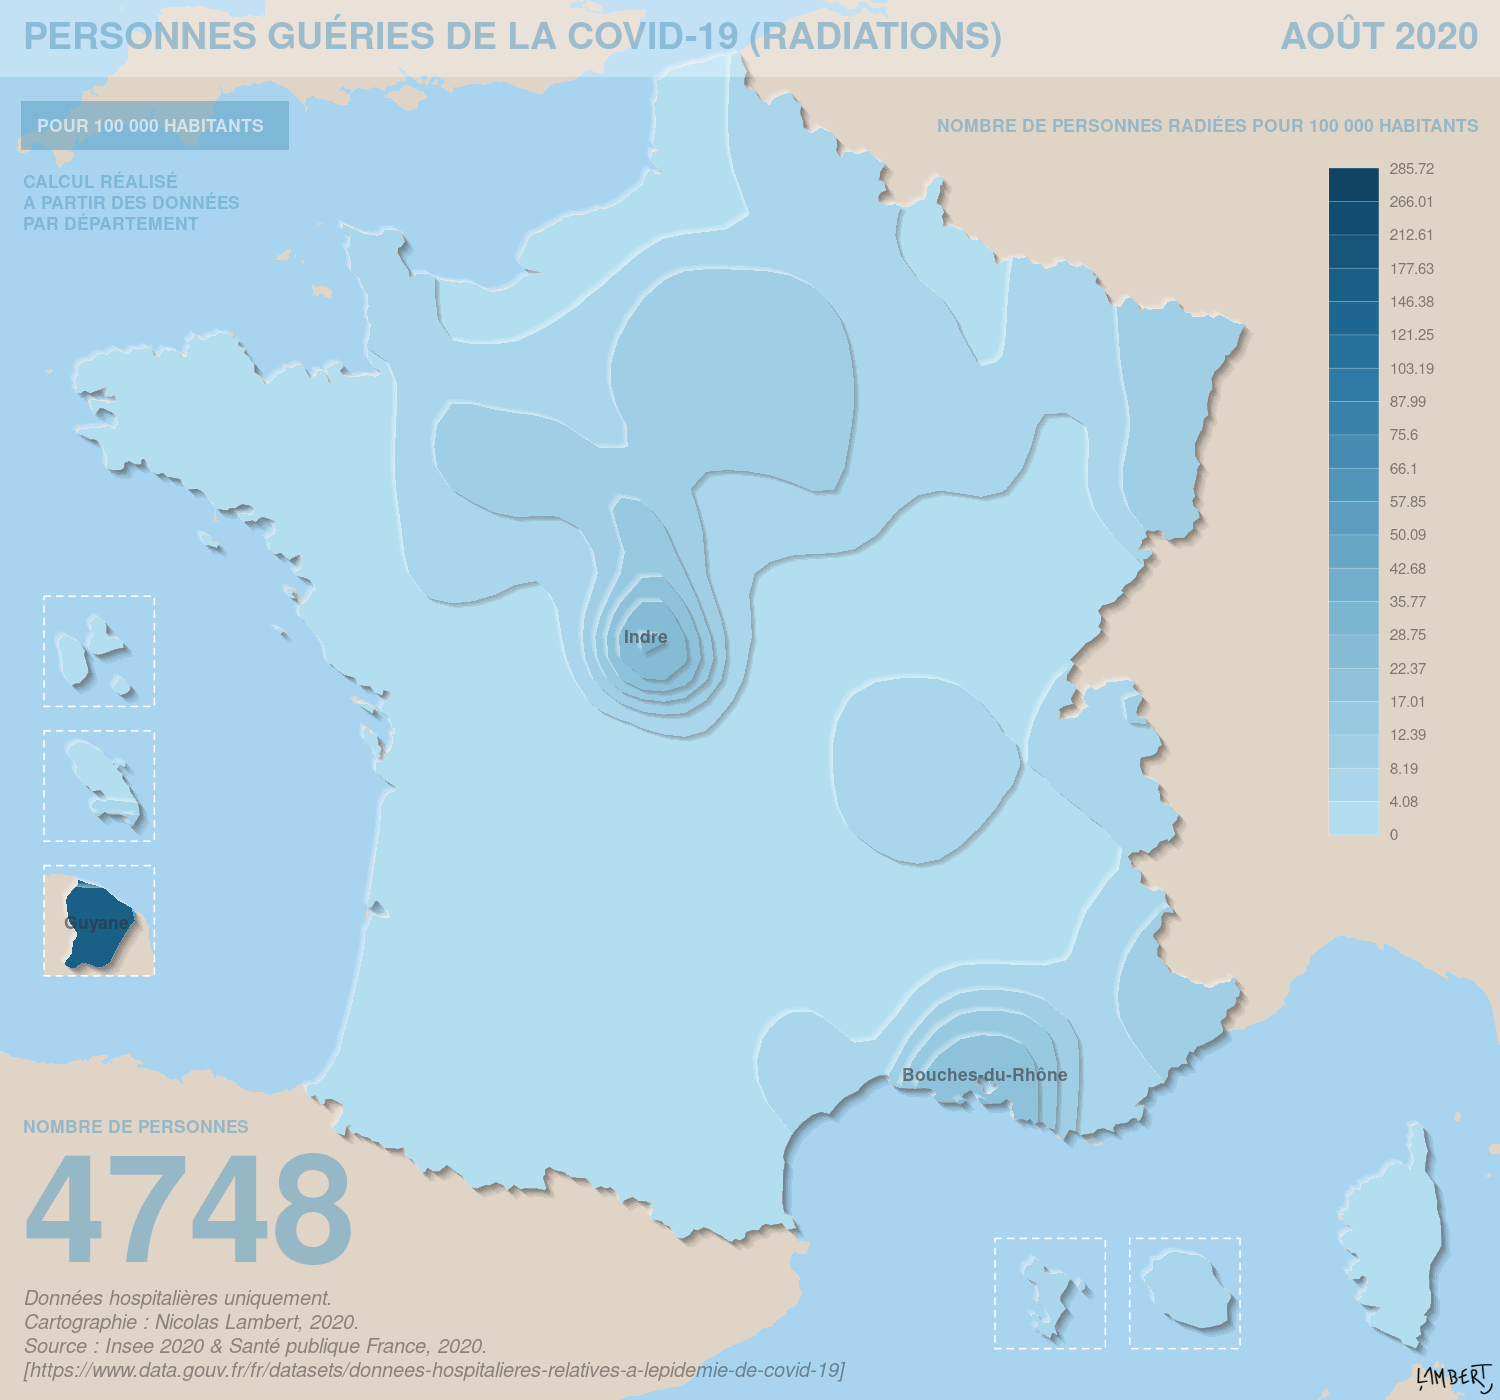 PERSONNES GUÉRIES DE LA COVID-19 (RADIATIONS)
AOÛT 2020
POUR 100 000 HABITANTS
CALCUL RÉALISÉ
A PARTIR DES DONNÉES
PAR DÉPARTEMENT
NOMBRE DE PERSONNES RADIÉES POUR 100 000 HABITANTS
285.72
266.01
212.61
177.63
146.38
121.25
103.19
87.99
75.6
66.1
57.85
50.09
42.68
35.77
28.75
22.37
17.01
12.39
8.19
4.08
0
Indre
Guyane
Bouches-du-Rhône
NOMBRE DE PERSONNES
4748
Données hospitalières uniquement.
Cartographie : Nicolas Lambert, 2020.
Source : Insee 2020 & Santé publique France, 2020.
[https://www.data.gouv.fr/fr/datasets/donnees-hospitalieres-relatives-a-lepidemie-de-covid-19]
LAMBERT